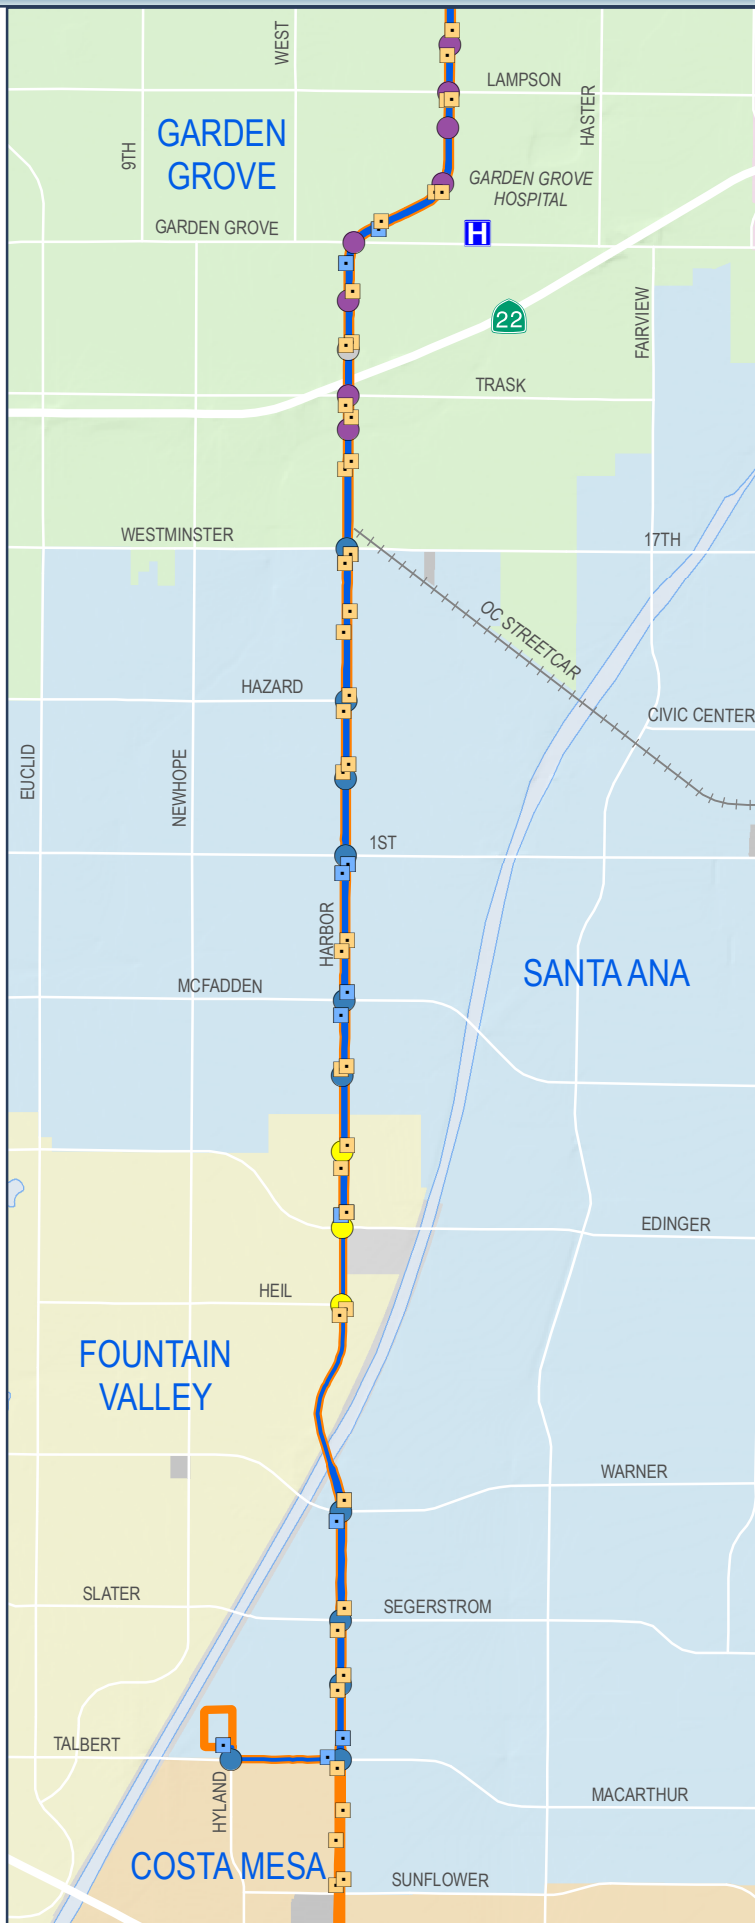 WEST
LAMPSON
HASTER
GARDEN
GROVE
9TH
GARDEN GROVE
HOSPITAL
GARDEN GROVE
H
22
FAIRVIEW
TRASK
WESTMINSTER
17TH
OC STREETCAR
HAZARD
CIVIC CENTER
EUCLID
NEWHOPE
1ST
HARBOR
SANTA ANA
MCFADDEN
EDINGER
HEIL
FOUNTAIN
VALLEY
WARNER
SLATER
SEGERSTROM
TALBERT
HYLAND
MACARTHUR
COSTA MESA
SUNFLOWER